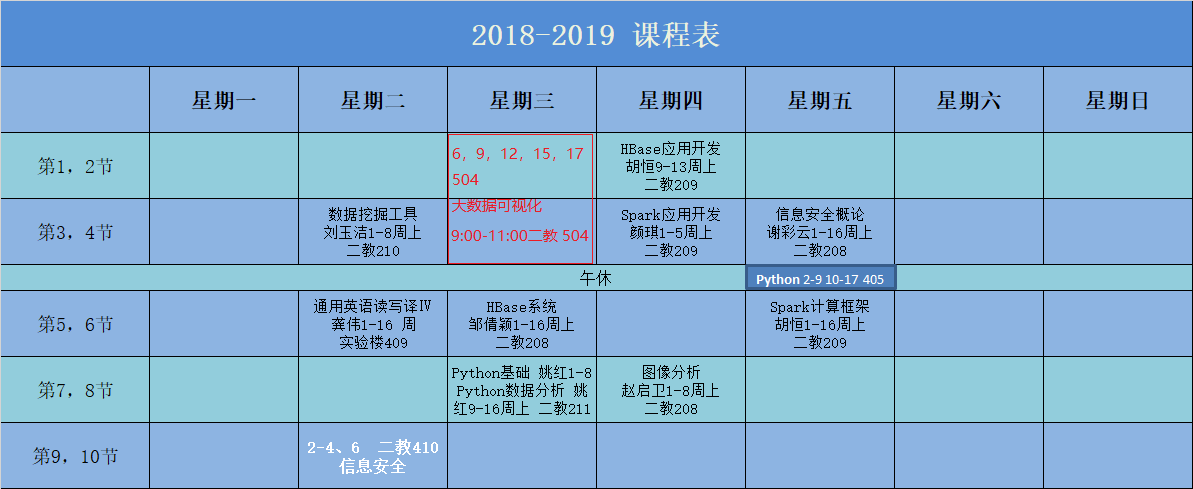 2018-2019 课程表
星期一 星期二 星期三 星期四 星期五 星期六 星期日
第1，2节
6，9，12，15，17
504
大数据可视化
9:00-11:00二教 504
HBase应用开发
胡恒9-13周上
二教209
第3，4节
数据挖掘工具
刘玉洁1-8周上
二教210
Spark应用开发
颜琪1-5周上
二教209
信息安全概论
谢彩云1-16周上
二教208
午休
Python 2-9 10-17 405
第5，6节
通用英语读写译Ⅳ
龚伟1-16 周
实验楼409
HBase系统
邹倩颖1-16周上
二教208
Spark计算框架
胡恒1-16周上
二教209
第7，8节
Python基础 姚红1-8
Python数据分析 姚
红9-16周上 二教211
图像分析
赵启卫1-8周上
二教208
第9，10节
2-4、6 二教410
信息安全